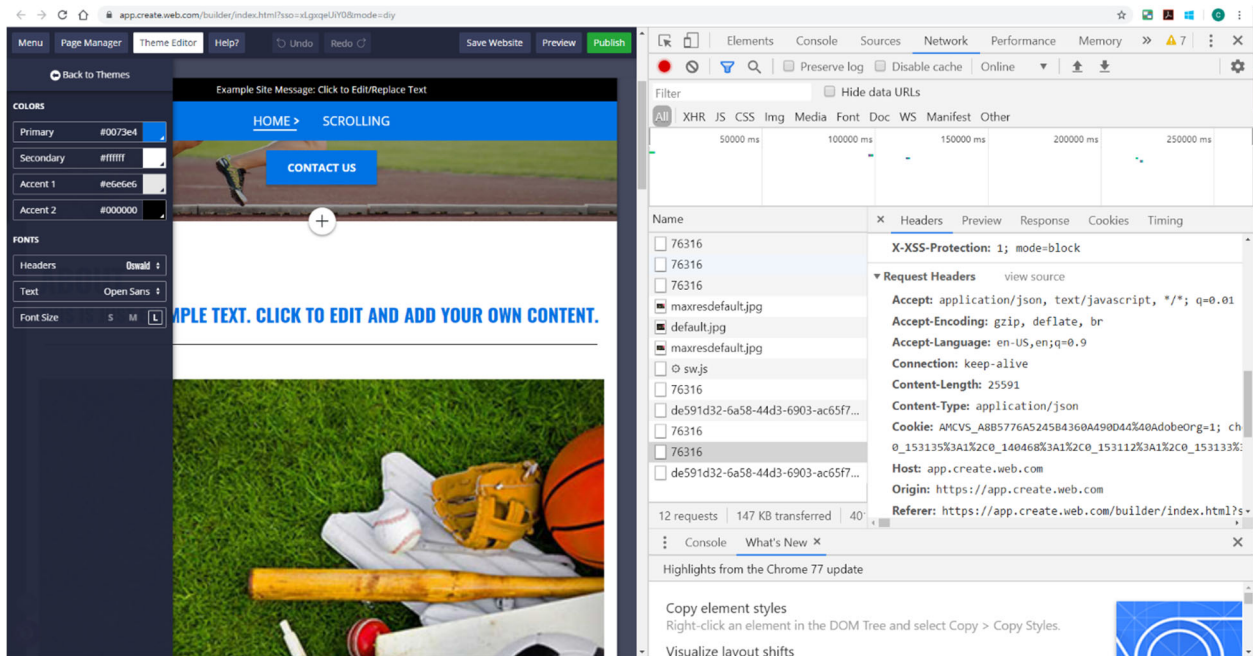 app.create.web.com/builder/index.html?sso=xLgxqeUiY0&mode=diy
C
Menu Page Manager Theme Editor Help? Undo Redo Save Website Preview Publish
Back to Themes
COLORS
Primary #0073e4
Secondary #ffffff
Accent 1 #e6e6e6
Accent 2 #000000
FONTS
Headers Oswald
Text Open Sans
Font Size S M L
Example Site Message: Click to Edit/Replace Text
HOME > SCROLLING
CONTACT US
+
MPLE TEXT. CLICK TO EDIT AND ADD YOUR OWN CONTENT.
Elements Console Sources Network Performance Memory » 7
Preserve log Disable cache Online
Filter Hide data URLs
All XHR JS CSS Img Media Font Doc WS Manifest Other
50000 ms 100000 ms 150000 ms 200000 ms 250000 ms
Name
76316
76316
76316
maxresdefault.jpg
default.jpg
maxresdefault.jpg
sw.js
76316
de591d32-6a58-44d3-6903-ac65f7...
76316
76316
de591d32-6a58-44d3-6903-ac65f7...
12 requests 147 KB transferred 40
× Headers Preview Response Cookies Timing
X-XSS-Protection: 1; mode=block
Request Headers view source
Accept: application/json, text/javascript, */*; q=0.01
Accept-Encoding: gzip, deflate, br
Accept-Language: en-US,en;q=0.9
Connection: keep-alive
Content-Length: 25591
Content-Type: application/json
Cookie: AMCVS_A8B5776A5245B4360A490D44%40AdobeOrg=1; ch
0_153135%3A1%2C0_140468%3A1%2C0_153112%3A1%2C0_153133%3
Host: app.create.web.com
Origin: https://app.create.web.com
Referer: https://app.create.web.com/builder/index.html?s
Console What's New ×
Highlights from the Chrome 77 update
Copy element styles
Right-click an element in the DOM Tree and select Copy > Copy Styles.
Visualize layout shifts